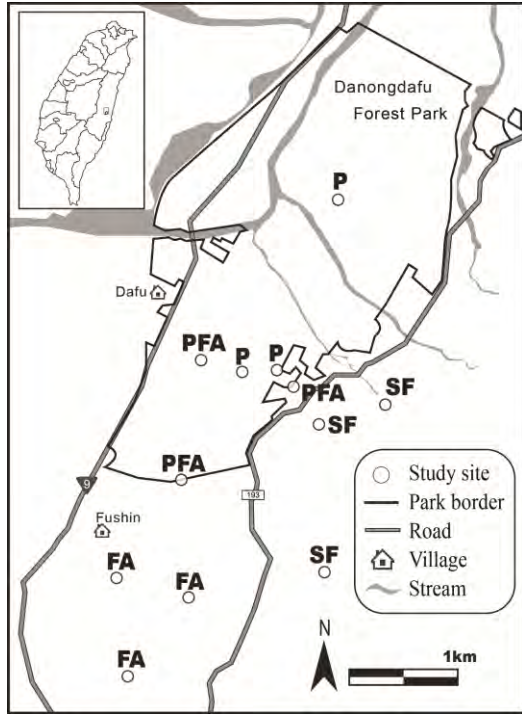 Danongdafu
Forest Park
P
Dafu
PFA
P
PFA
SF
SF
PFA
9
193
Fushin
FA
FA
SF
FA
Study site
Park border
Road
Village
Stream
N
1km